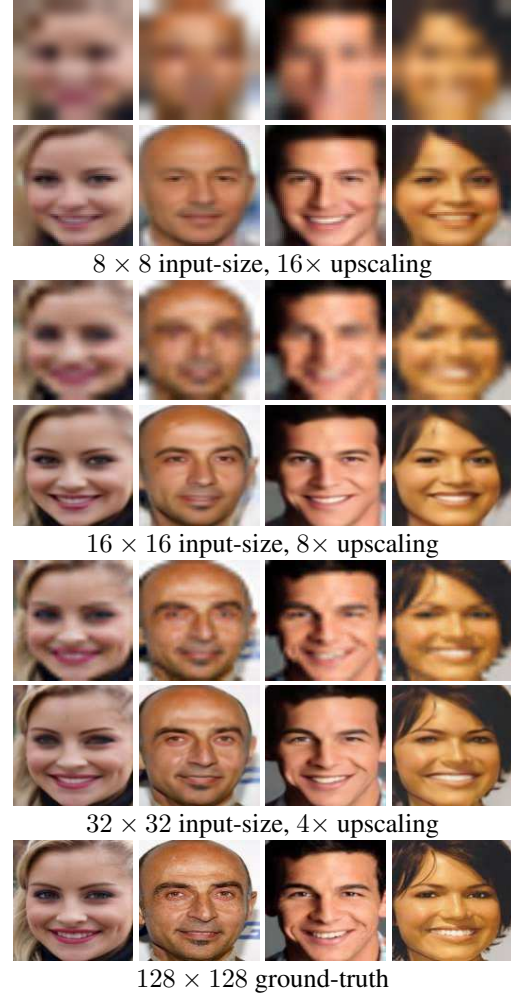 8 × 8 input-size, 16× upscaling
16 × 16 input-size, 8× upscaling
32 × 32 input-size, 4× upscaling
128 × 128 ground-truth